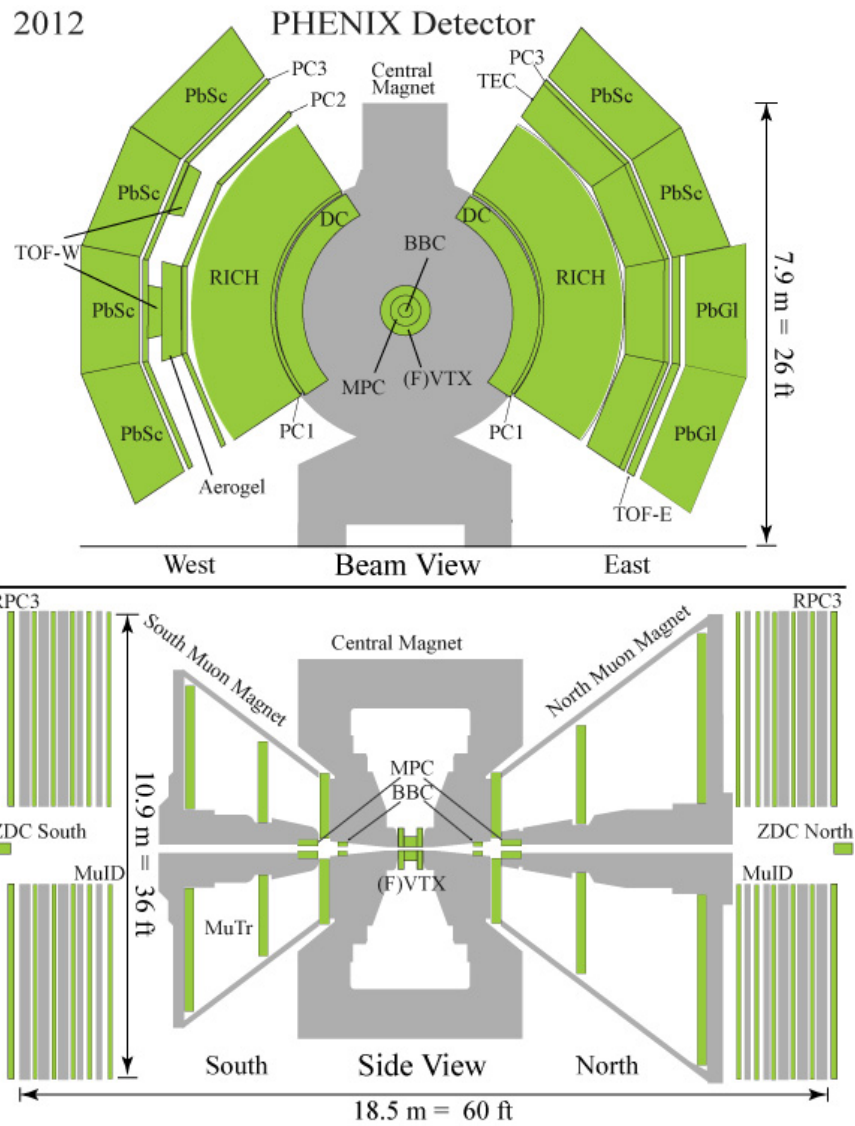 2012
PHENIX Detector
Central
Magnet
PC3
PC2
PbSc
PbSc
PbSc
PbSc
TOF-W
RICH
DC
BBC
MPC
(F)VTX
PC1
Aerogel
PC3
TEC
PbSc
PbSc
DC
RICH
PbGl
PbGl
PC1
TOF-E
7.9 m = 26 ft
West
Beam View
East
RPC3
South Muon Magnet
Central Magnet
North Muon Magnet
RPC3
MPC
BBC
ZDC South
ZDC North
MuID
(F)VTX
MuID
10.9 m = 36 ft
MuTr
South
Side View
North
18.5 m = 60 ft